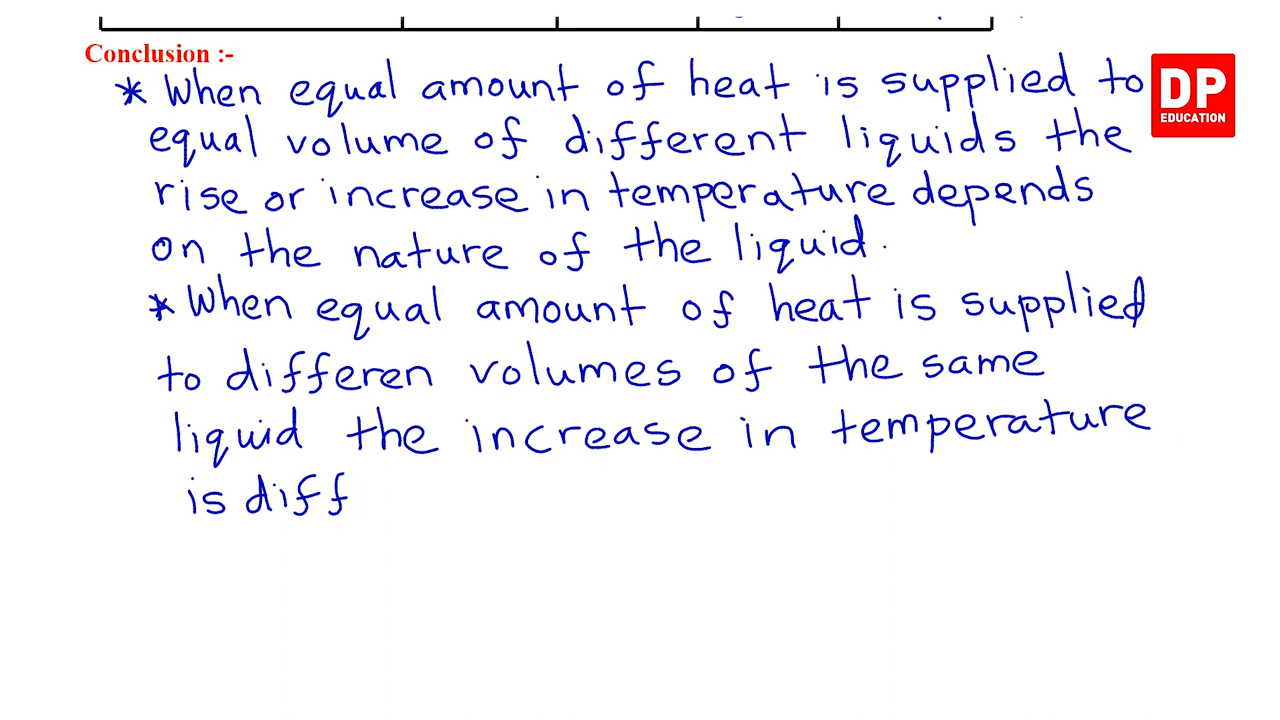 Conclusion :-
* When equal amount of heat is supplied to
equal volume of different liquids the
rise or increase in temperature depends
on the nature of the liquid.
* When equal amount of heat is supplied
to differen volumes of the same
liquid the increase in temperature
is diff
DP
EDUCATION